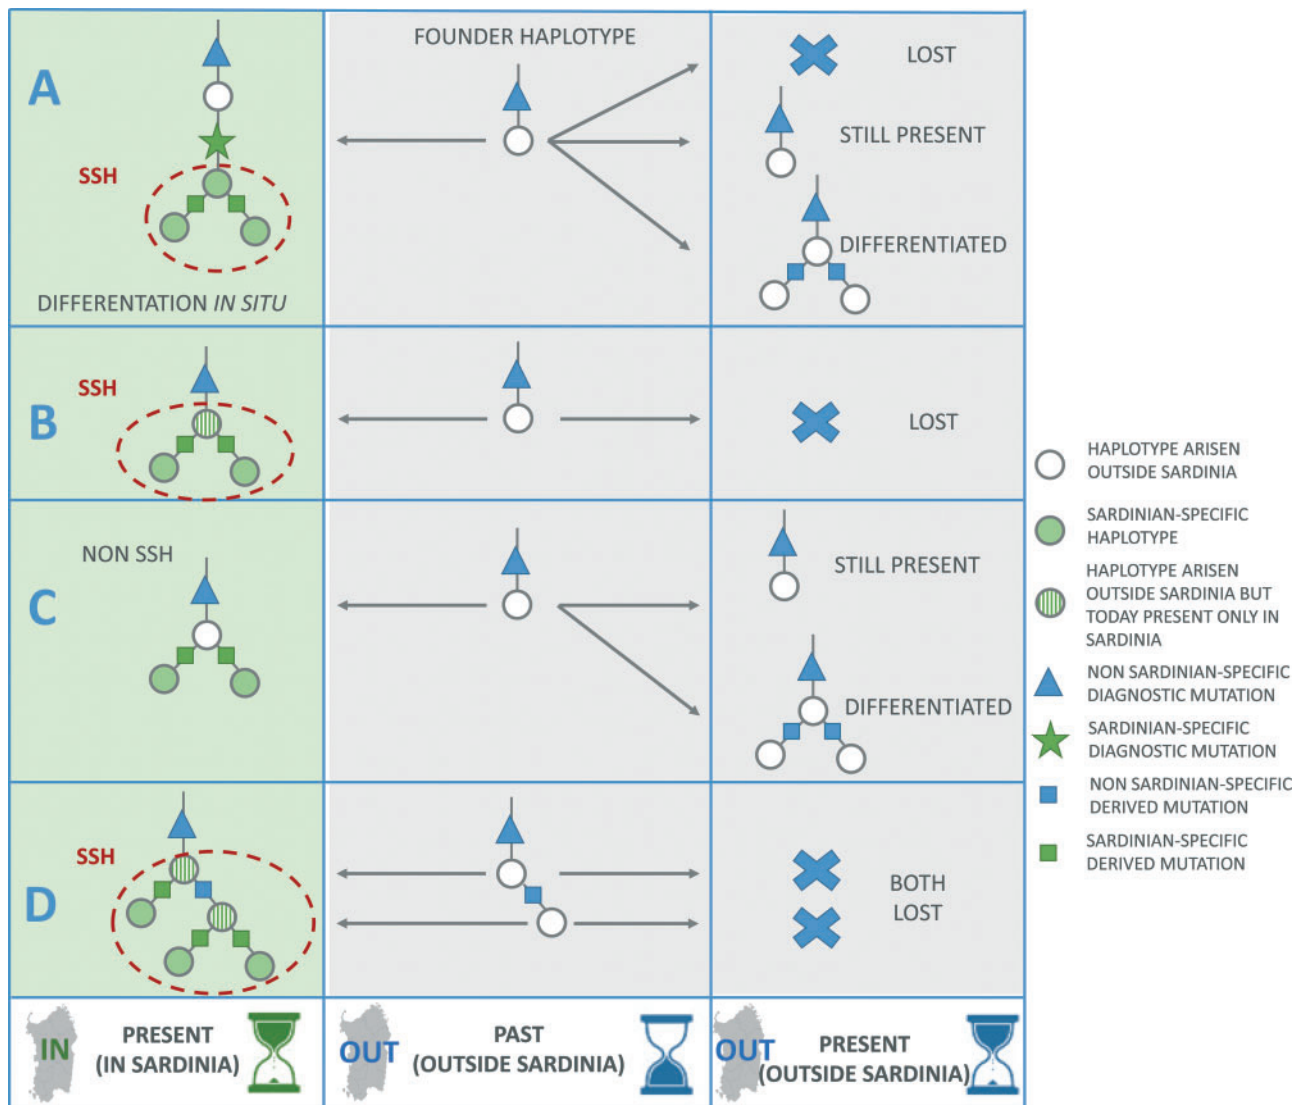 FOUNDER HAPLOTYPE
A
LOST
STILL PRESENT
SSH
DIFFERENTIATED
DIFFERENTATION IN SITU
SSH
B
LOST
NON SSH
C
STILL PRESENT
DIFFERENTIATED
SSH
D
BOTH
LOST
IN
PRESENT
(IN SARDINIA)
OUT
PAST
(OUTSIDE SARDINIA)
OUT
PRESENT
(OUTSIDE SARDINIA)
HAPLOTYPE ARISEN
OUTSIDE SARDINIA
SARDINIAN-SPECIFIC
HAPLOTYPE
HAPLOTYPE ARISEN
OUTSIDE SARDINIA BUT
TODAY PRESENT ONLY IN
SARDINIA
NON SARDINIAN-SPECIFIC
DIAGNOSTIC MUTATION
SARDINIAN-SPECIFIC
DIAGNOSTIC MUTATION
NON SARDINIAN-SPECIFIC
DERIVED MUTATION
SARDINIAN-SPECIFIC
DERIVED MUTATION